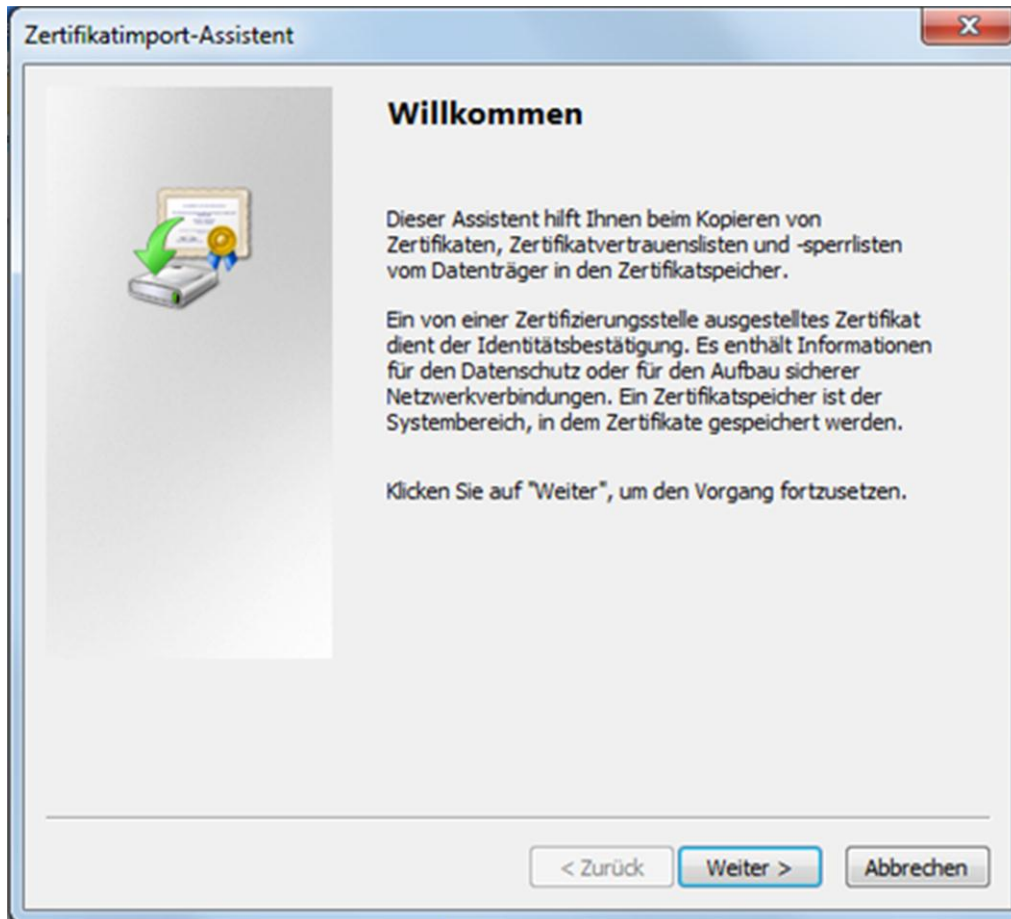 Zertifikatimport-Assistent
Willkommen
Dieser Assistent hilft Ihnen beim Kopieren von
Zertifikaten, Zertifikatvertrauenslisten und -sperrlisten
vom Datenträger in den Zertifikatspeicher.
Ein von einer Zertifizierungsstelle ausgestelltes Zertifikat
dient der Identitätsbestätigung. Es enthält Informationen
für den Datenschutz oder für den Aufbau sicherer
Netzwerkverbindungen. Ein Zertifikatspeicher ist der
Systembereich, in dem Zertifikate gespeichert werden.
Klicken Sie auf "Weiter", um den Vorgang fortzusetzen.
< Zurück Weiter > Abbrechen